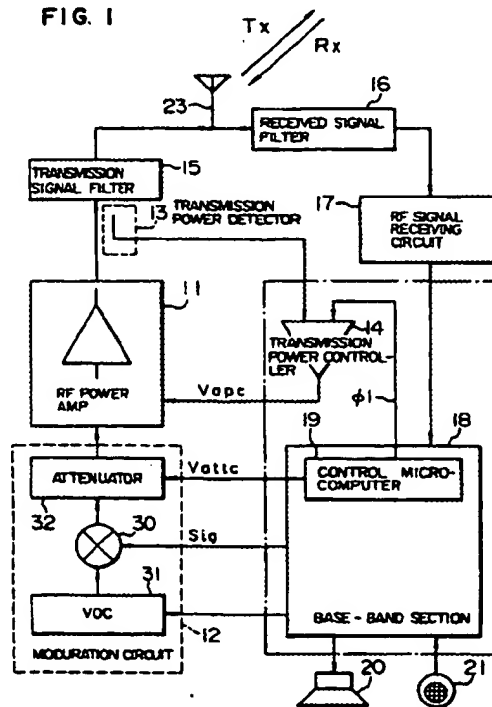 FIG. 1
Tx
Rx
23
16
RECEIVED SIGNAL
FILTER
15
TRANSMISSION
SIGNAL FILTER
13
TRANSMISSION
POWER DETECTOR
17
RF SIGNAL
RECEIVING
CIRCUIT
11
RF POWER
AMP
14
TRANSMISSION
POWER CONTROL-
LER
Vapc
φ1
19
18
CONTROL MICRO-
COMPUTER
Vattc
ATTENUATOR
32
30
Sig
31
VOC
12
MODURATION CIRCUIT
BASE-BAND SECTION
20
21